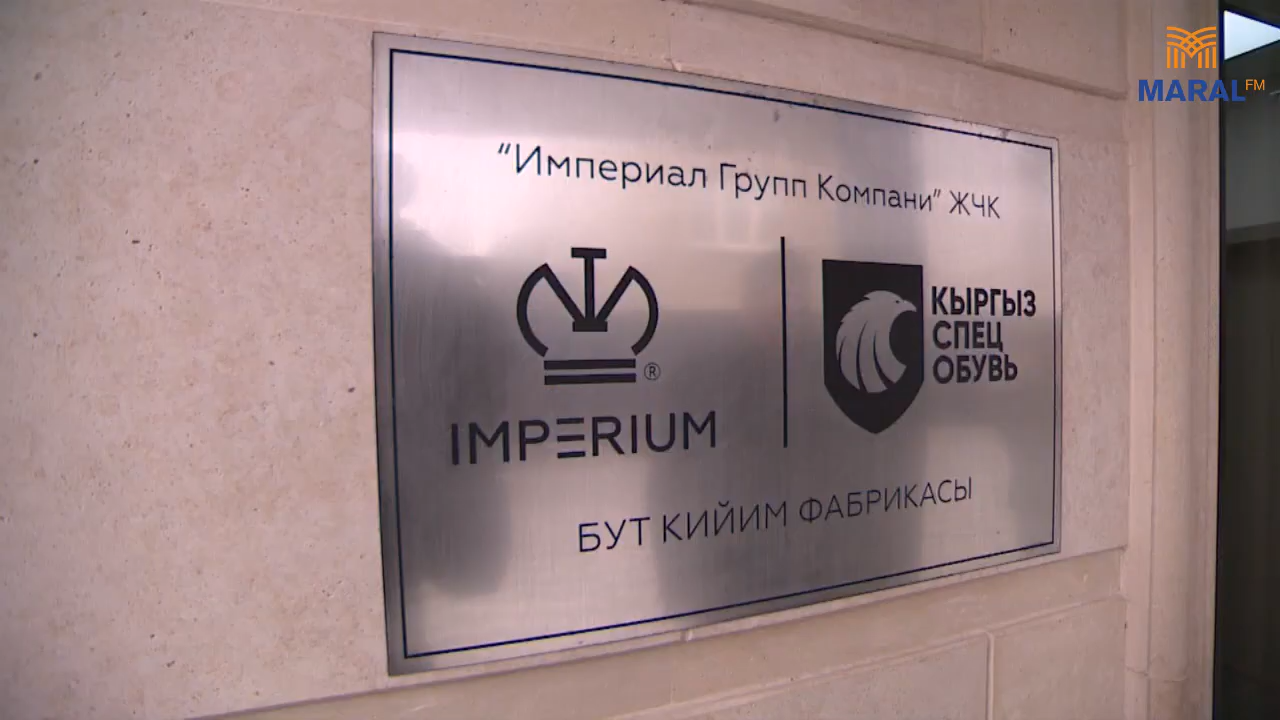 MARAL FM
“Империал Групп Компани” ЖЧК
IMPERIUM ®
КЫРГЫЗ
СПЕЦ
ОБУВЬ
БУТ КИЙИМ ФАБРИКАСЫ